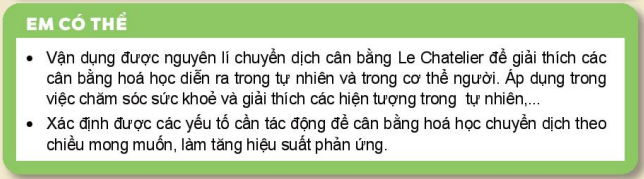 EM CÓ THỂ
• Vận dụng được nguyên lí chuyển dịch cân bằng Le Chatelier để giải thích các
cân bằng hoá học diễn ra trong tự nhiên và trong cơ thể người. Áp dụng trong
việc chăm sóc sức khoẻ và giải thích các hiện tượng trong tự nhiên,...
• Xác định được các yếu tố cần tác động để cân bằng hoá học chuyển dịch theo
chiều mong muốn, làm tăng hiệu suất phản ứng.